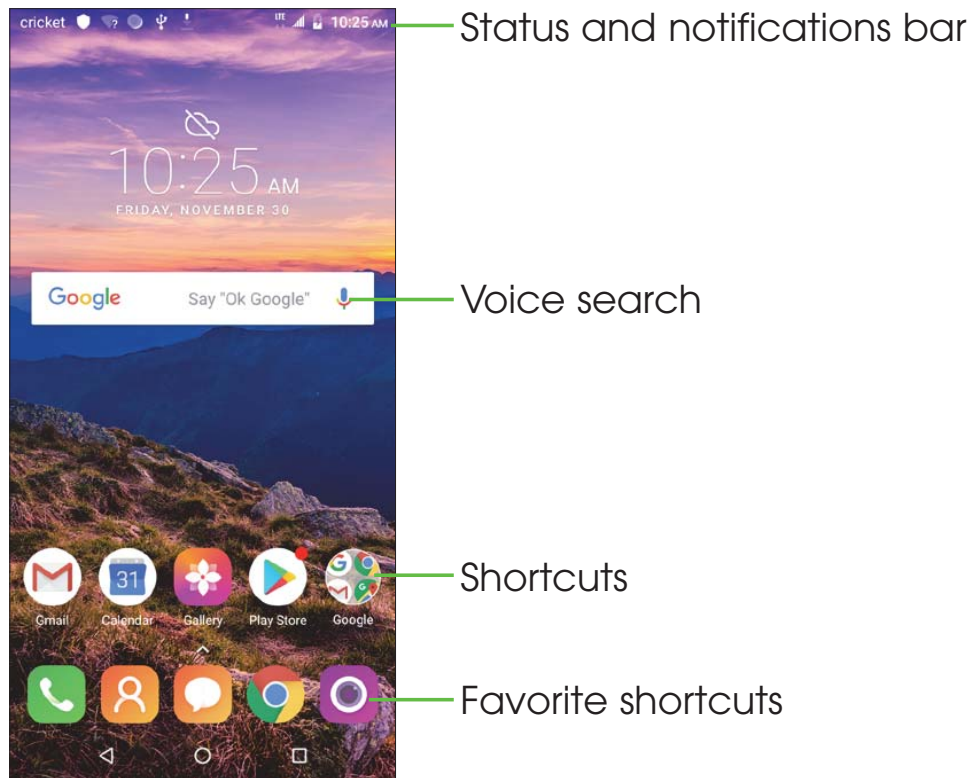 cricket LTE 10:25 AM
Status and notifications bar
10:25 AM
FRIDAY, NOVEMBER 30
Google Say "Ok Google"
Voice search
31
Gmail Calendar Gallery Play Store Google
Shortcuts
Favorite shortcuts